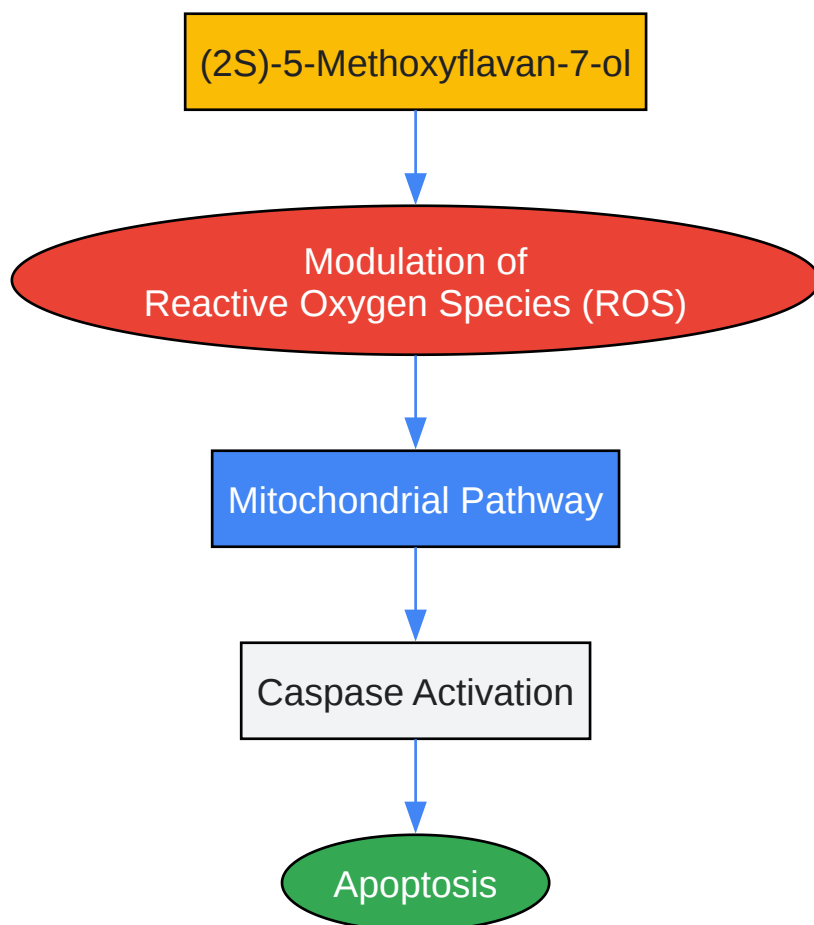 (2S)-5-Methoxyflavan-7-ol
Modulation of
Reactive Oxygen Species (ROS)
Mitochondrial Pathway
Caspase Activation
Apoptosis